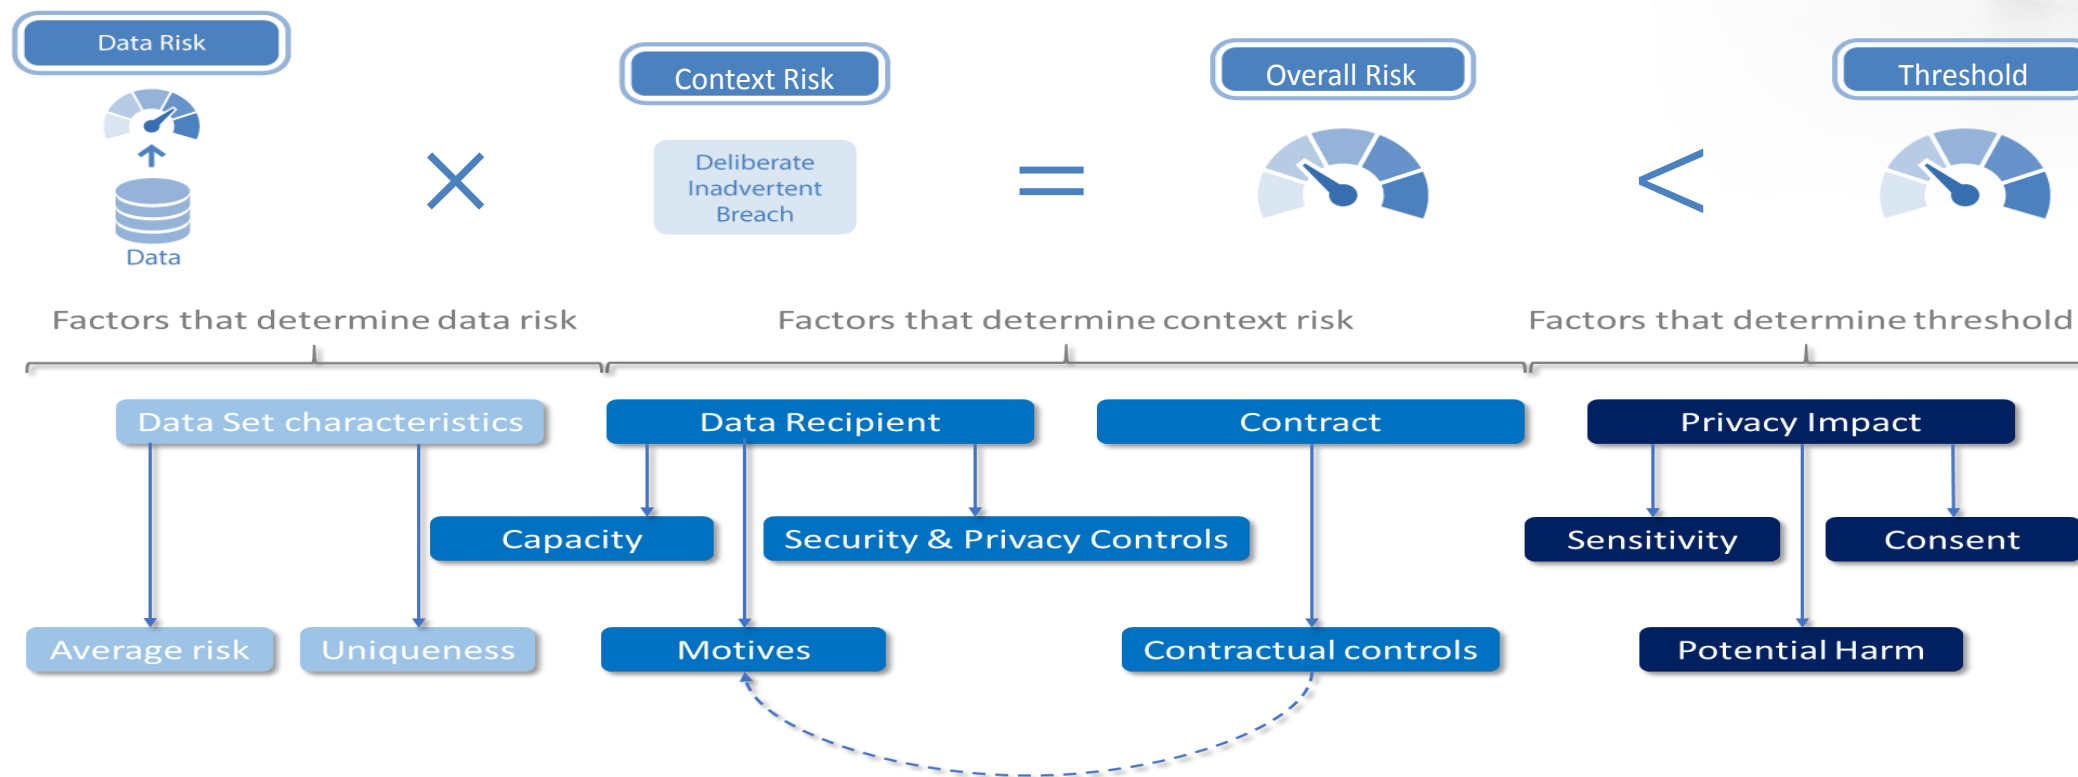 Data Risk
Context Risk
Overall Risk
Threshold
Deliberate
Inadvertent
Breach
×
=
<
Data
Factors that determine data risk
Factors that determine context risk
Factors that determine threshold
Data Set characteristics
Data Recipient
Contract
Privacy Impact
Capacity
Security & Privacy Controls
Sensitivity
Consent
Average risk
Uniqueness
Motives
Contractual controls
Potential Harm